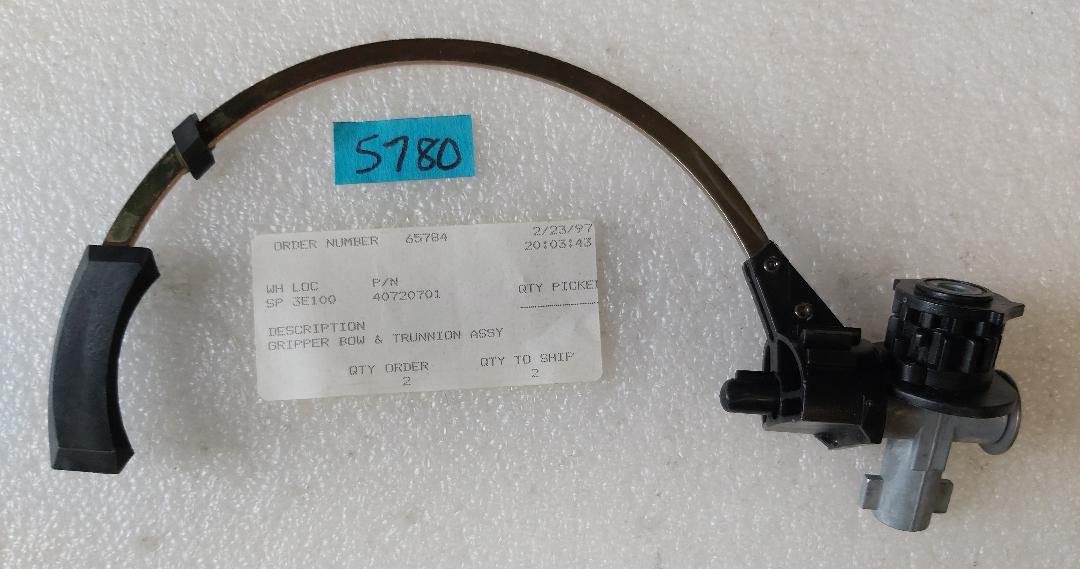 5780
ORDER NUMBER 65784 2/23/97
20:03:43
WH LOC P/N QTY PICKE
SP 3E100 40720701
DESCRIPTION
GRIPPER BOW & TRUNNION ASSY
QTY ORDER QTY TO SHIP
2 2